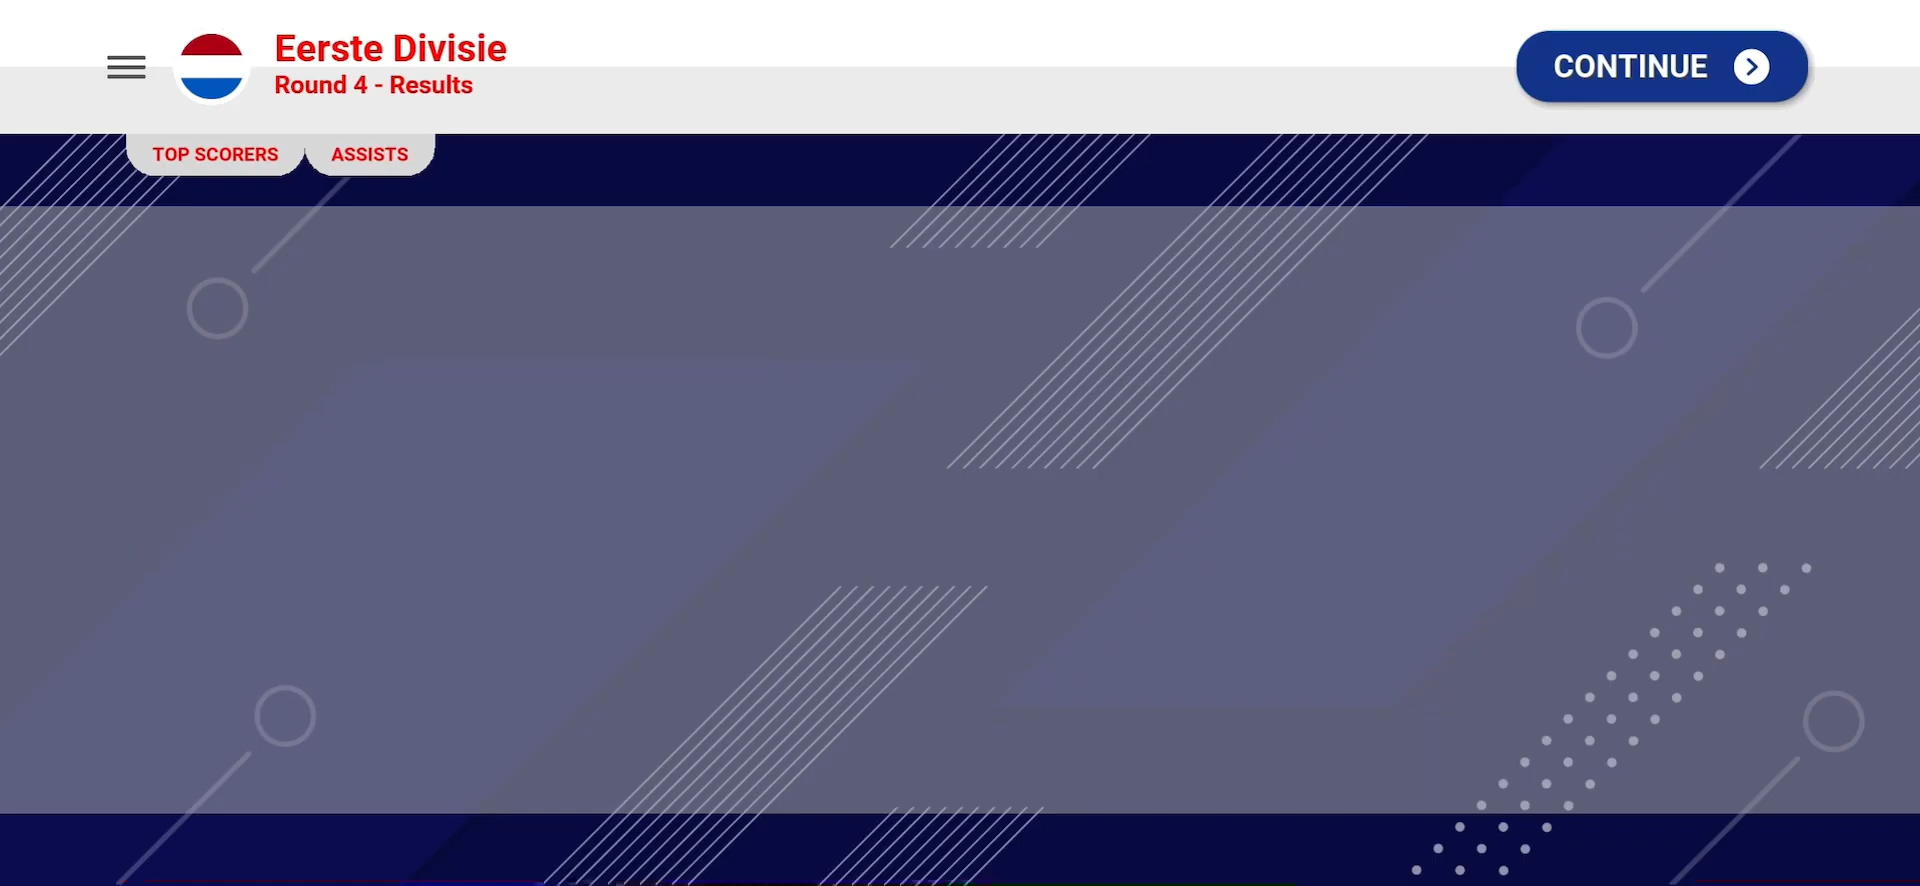 Eerste Divisie
Round 4 - Results
CONTINUE
TOP SCORERS
ASSISTS